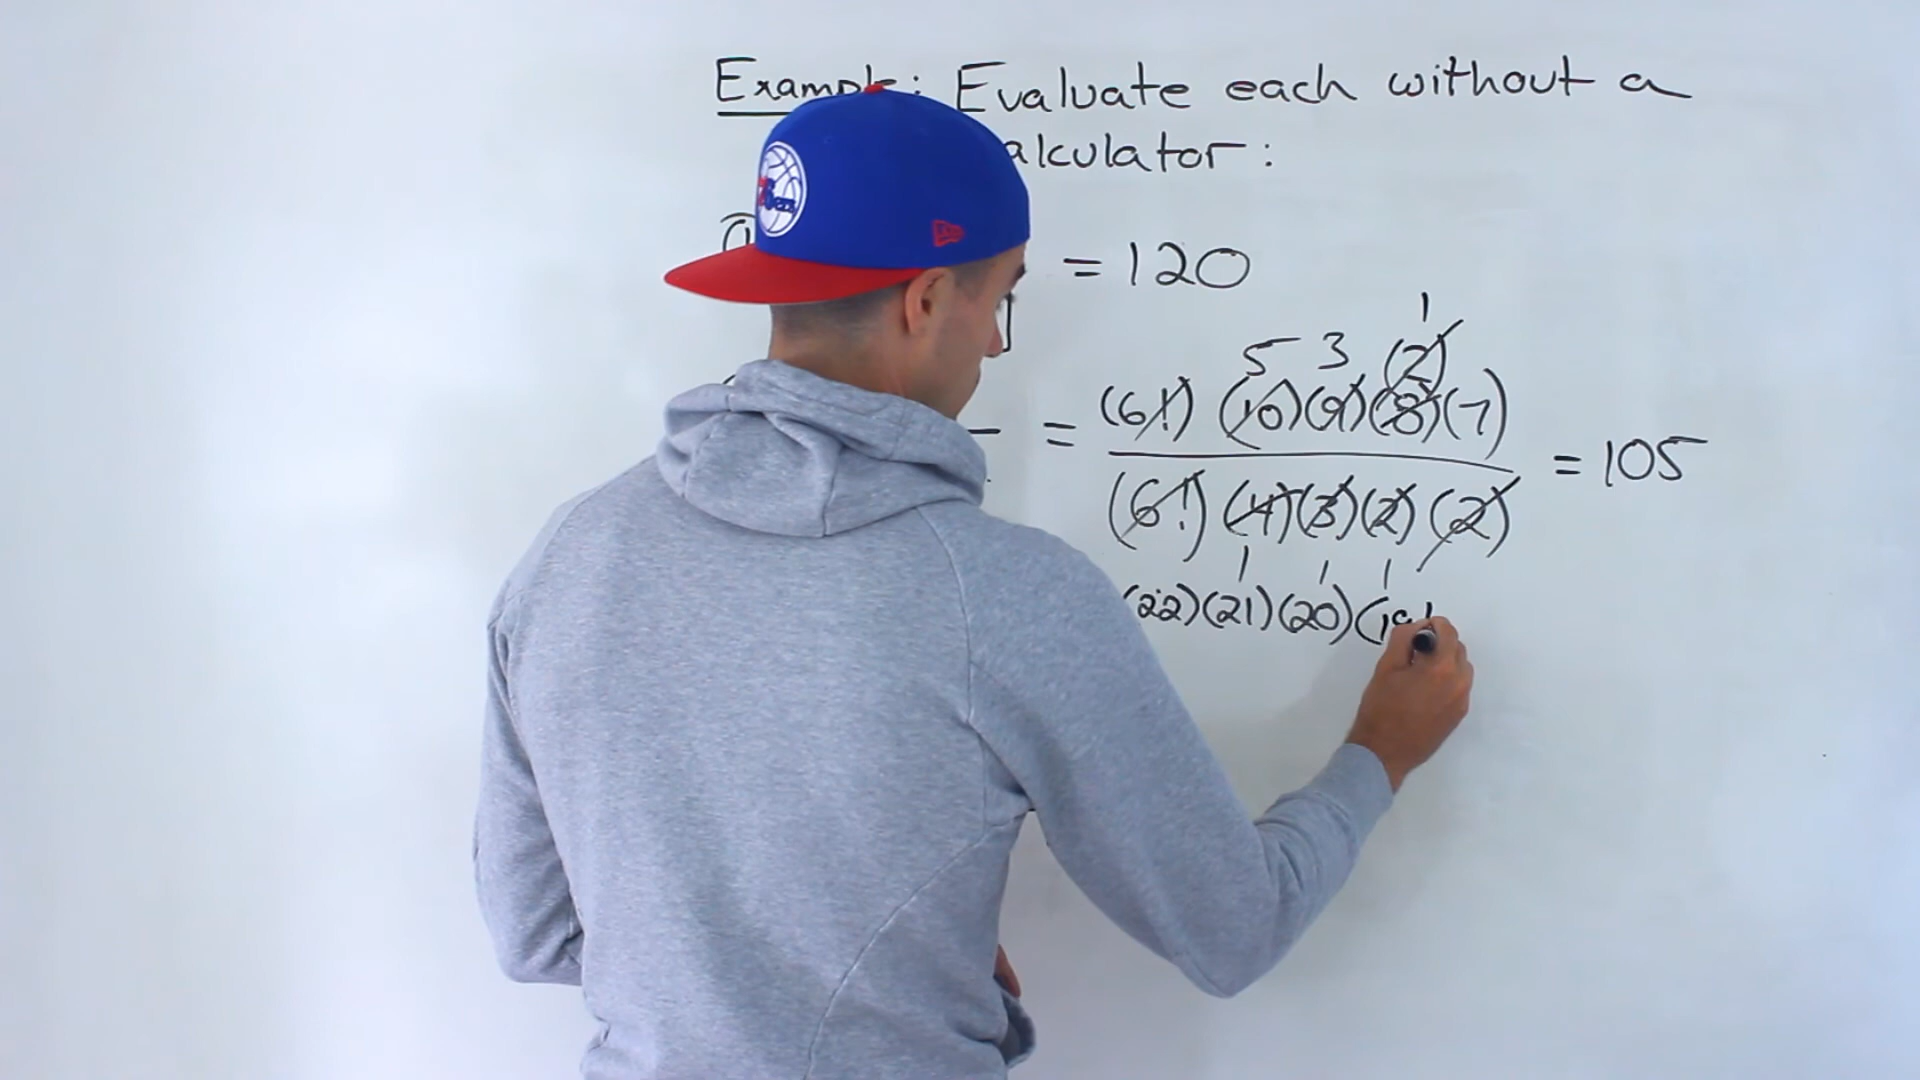 Example: Evaluate each without a
alculator:
= 120
1
5 3 (2)
= (6!) (10)(9)(8)(7)
(6!) (4)(3)(2) (2) = 105
1 1 1
(22)(21)(20)(19